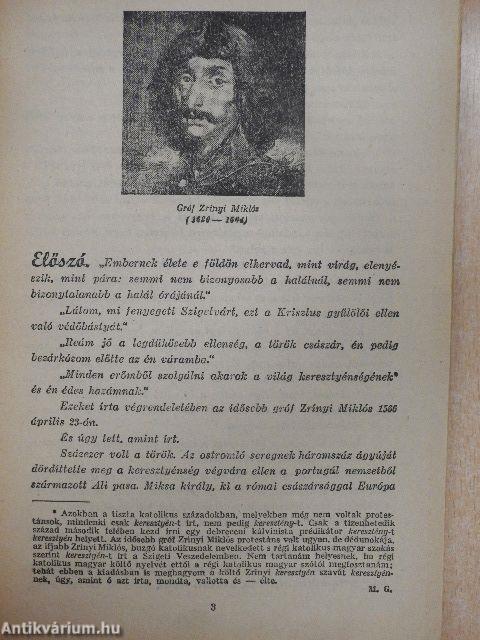 Gróf Zrinyi Miklós
(1620—1664)
Előszó. „Embernek élete e földön elhervad, mint virág, elenyé-
szik, mint pára: semmi nem bizonyosabb a halálnál, semmi nem
bizonytalanabb a halál órájánál."
„Látom, mi fenyegeti Szigetvárt, ezt a Krisztus gyűlölői ellen
való védőbástyát."
„Reám jő a legdühösebb ellenség, a török császár, én pedig
bezárkózom előtte az én váramba."
„Minden erőmből szolgálni akarok a világ keresztyénségének*
és én édes hazámnak."
Ezeket írta végrendeletében az idősebb gróf Zrinyi Miklós 1566
április 23-án.
És úgy lett, amint írt.
Százezer volt a török. Az ostromló seregnek háromszáz ágyúját
dördíttette meg a keresztyénség végvára ellen a portugál nemzetből
származott Ali pasa. Miksa király, ki a római császársággal Európa
* Azokban a tiszta katolikus századokban, melyekben még nem voltak protes-
tánsok, mindenki csak keresztyén-t írt, nem pedig keresztény-t. Csak a tizenhetedik
század második felében kezd írni egy debreceni kálvinista prédikátor keresztény-t
keresztyén helyett. Az idősebb gróf Zrinyi Miklós protestáns volt ugyan, de dédunokája,
az ifjabb Zrinyi Miklós, buzgó katolikusnak nevelkedett s régi katolikus magyar szokás
szerint keresztyén-t írt a Szigeti Veszedelemben. Nem tartanám helyesnek, ha régi
katolikus magyar költő nyelvét ettől a régi katolikus magyar szótól megfosztanám;
tehát ebben a kiadásban is meghagyom a költő Zrinyi keresztyén szavát keresztyén-
nek, úgy, amint ő azt írta, mondta, vallotta és — élte.
M. G.
3
Antikvárium.hu